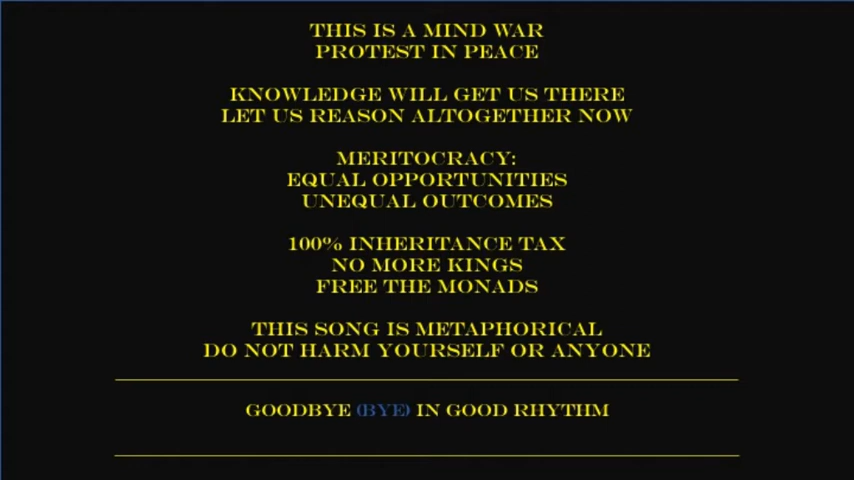 THIS IS A MIND WAR
PROTEST IN PEACE
KNOWLEDGE WILL GET US THERE
LET US REASON ALTOGETHER NOW
MERITOCRACY:
EQUAL OPPORTUNITIES
UNEQUAL OUTCOMES
100% INHERITANCE TAX
NO MORE KINGS
FREE THE MONADS
THIS SONG IS METAPHORICAL
DO NOT HARM YOURSELF OR ANYONE
GOODBYE (BYE) IN GOOD RHYTHM